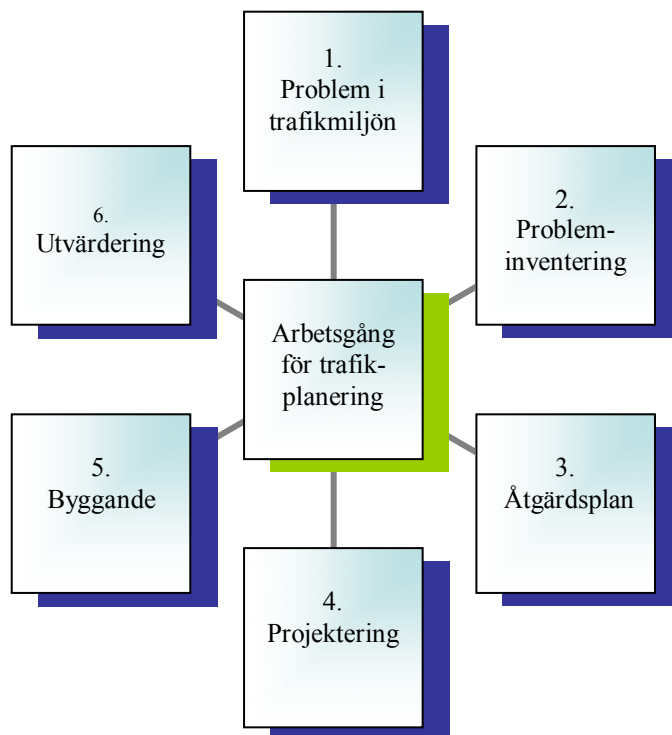 1.
Problem i
trafikmiljön
2.
Problem-
inventering
3.
Åtgärdsplan
4.
Projektering
5.
Byggande
6.
Utvärdering
Arbetsgång
för trafik-
planering